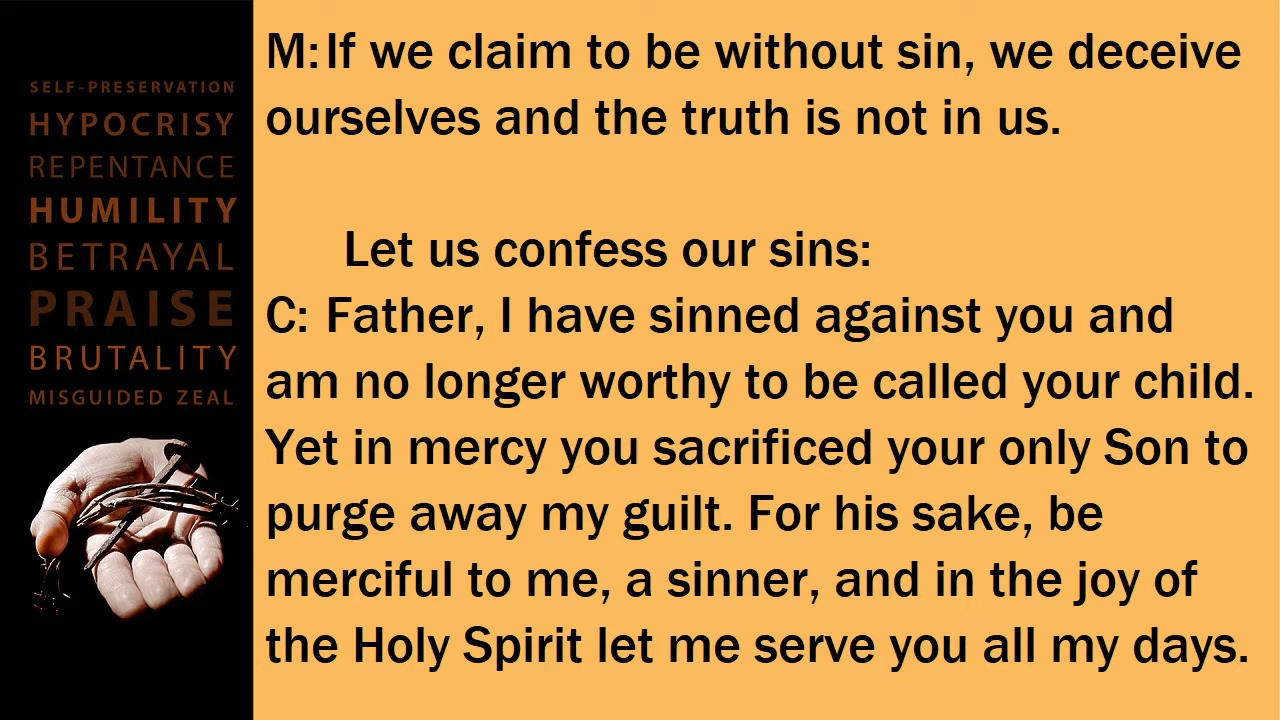 SELF-PRESERVATION
HYPOCRISY
REPENTANCE
HUMILITY
BETRAYAL
PRAISE
BRUTALITY
MISGUIDED ZEAL
M: If we claim to be without sin, we deceive
ourselves and the truth is not in us.
Let us confess our sins:
C: Father, I have sinned against you and
am no longer worthy to be called your child.
Yet in mercy you sacrificed your only Son to
purge away my guilt. For his sake, be
merciful to me, a sinner, and in the joy of
the Holy Spirit let me serve you all my days.